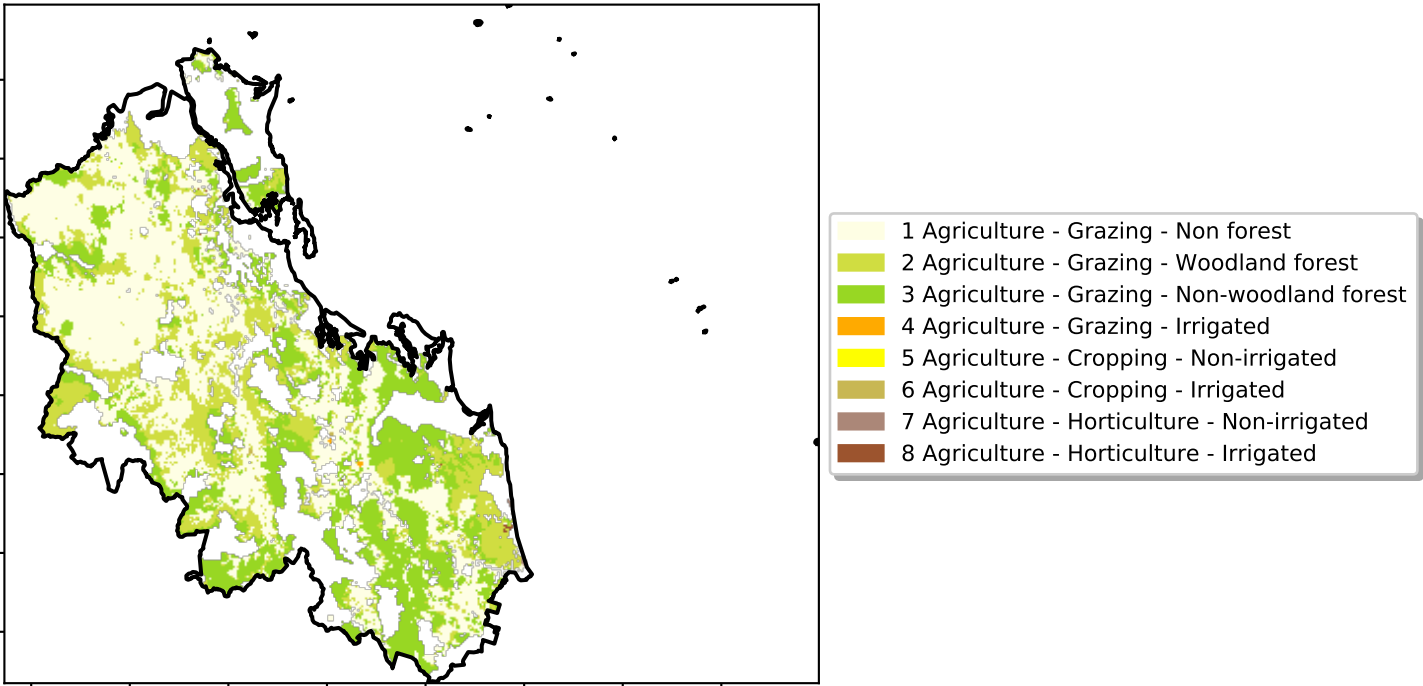 1 Agriculture - Grazing - Non forest
2 Agriculture - Grazing - Woodland forest
3 Agriculture - Grazing - Non-woodland forest
4 Agriculture - Grazing - Irrigated
5 Agriculture - Cropping - Non-irrigated
6 Agriculture - Cropping - Irrigated
7 Agriculture - Horticulture - Non-irrigated
8 Agriculture - Horticulture - Irrigated